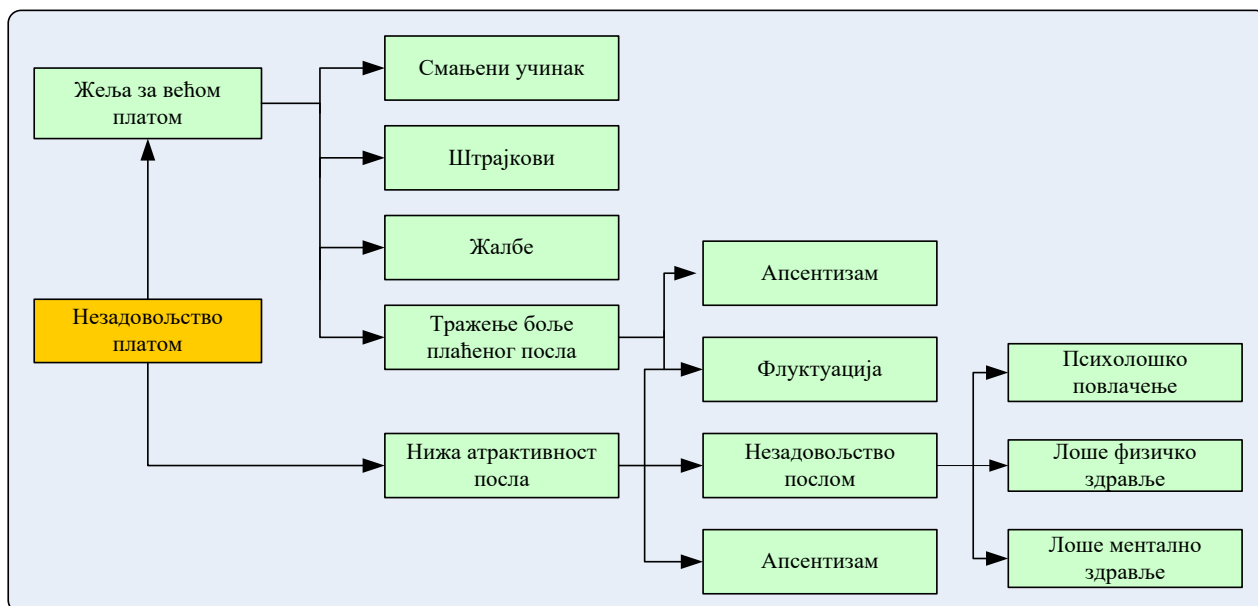 Смањени учинак
Жеља за већом
платом
Штрајкови
Жалбе
Апсентизам
Незадовољство
платом
Тражење боље
плаћеног посла
Флуктуација
Психолошко
повлачење
Нижа атрактивност
посла
Незадовољство
послом
Лоше физичко
здравље
Апсентизам
Лоше ментално
здравље